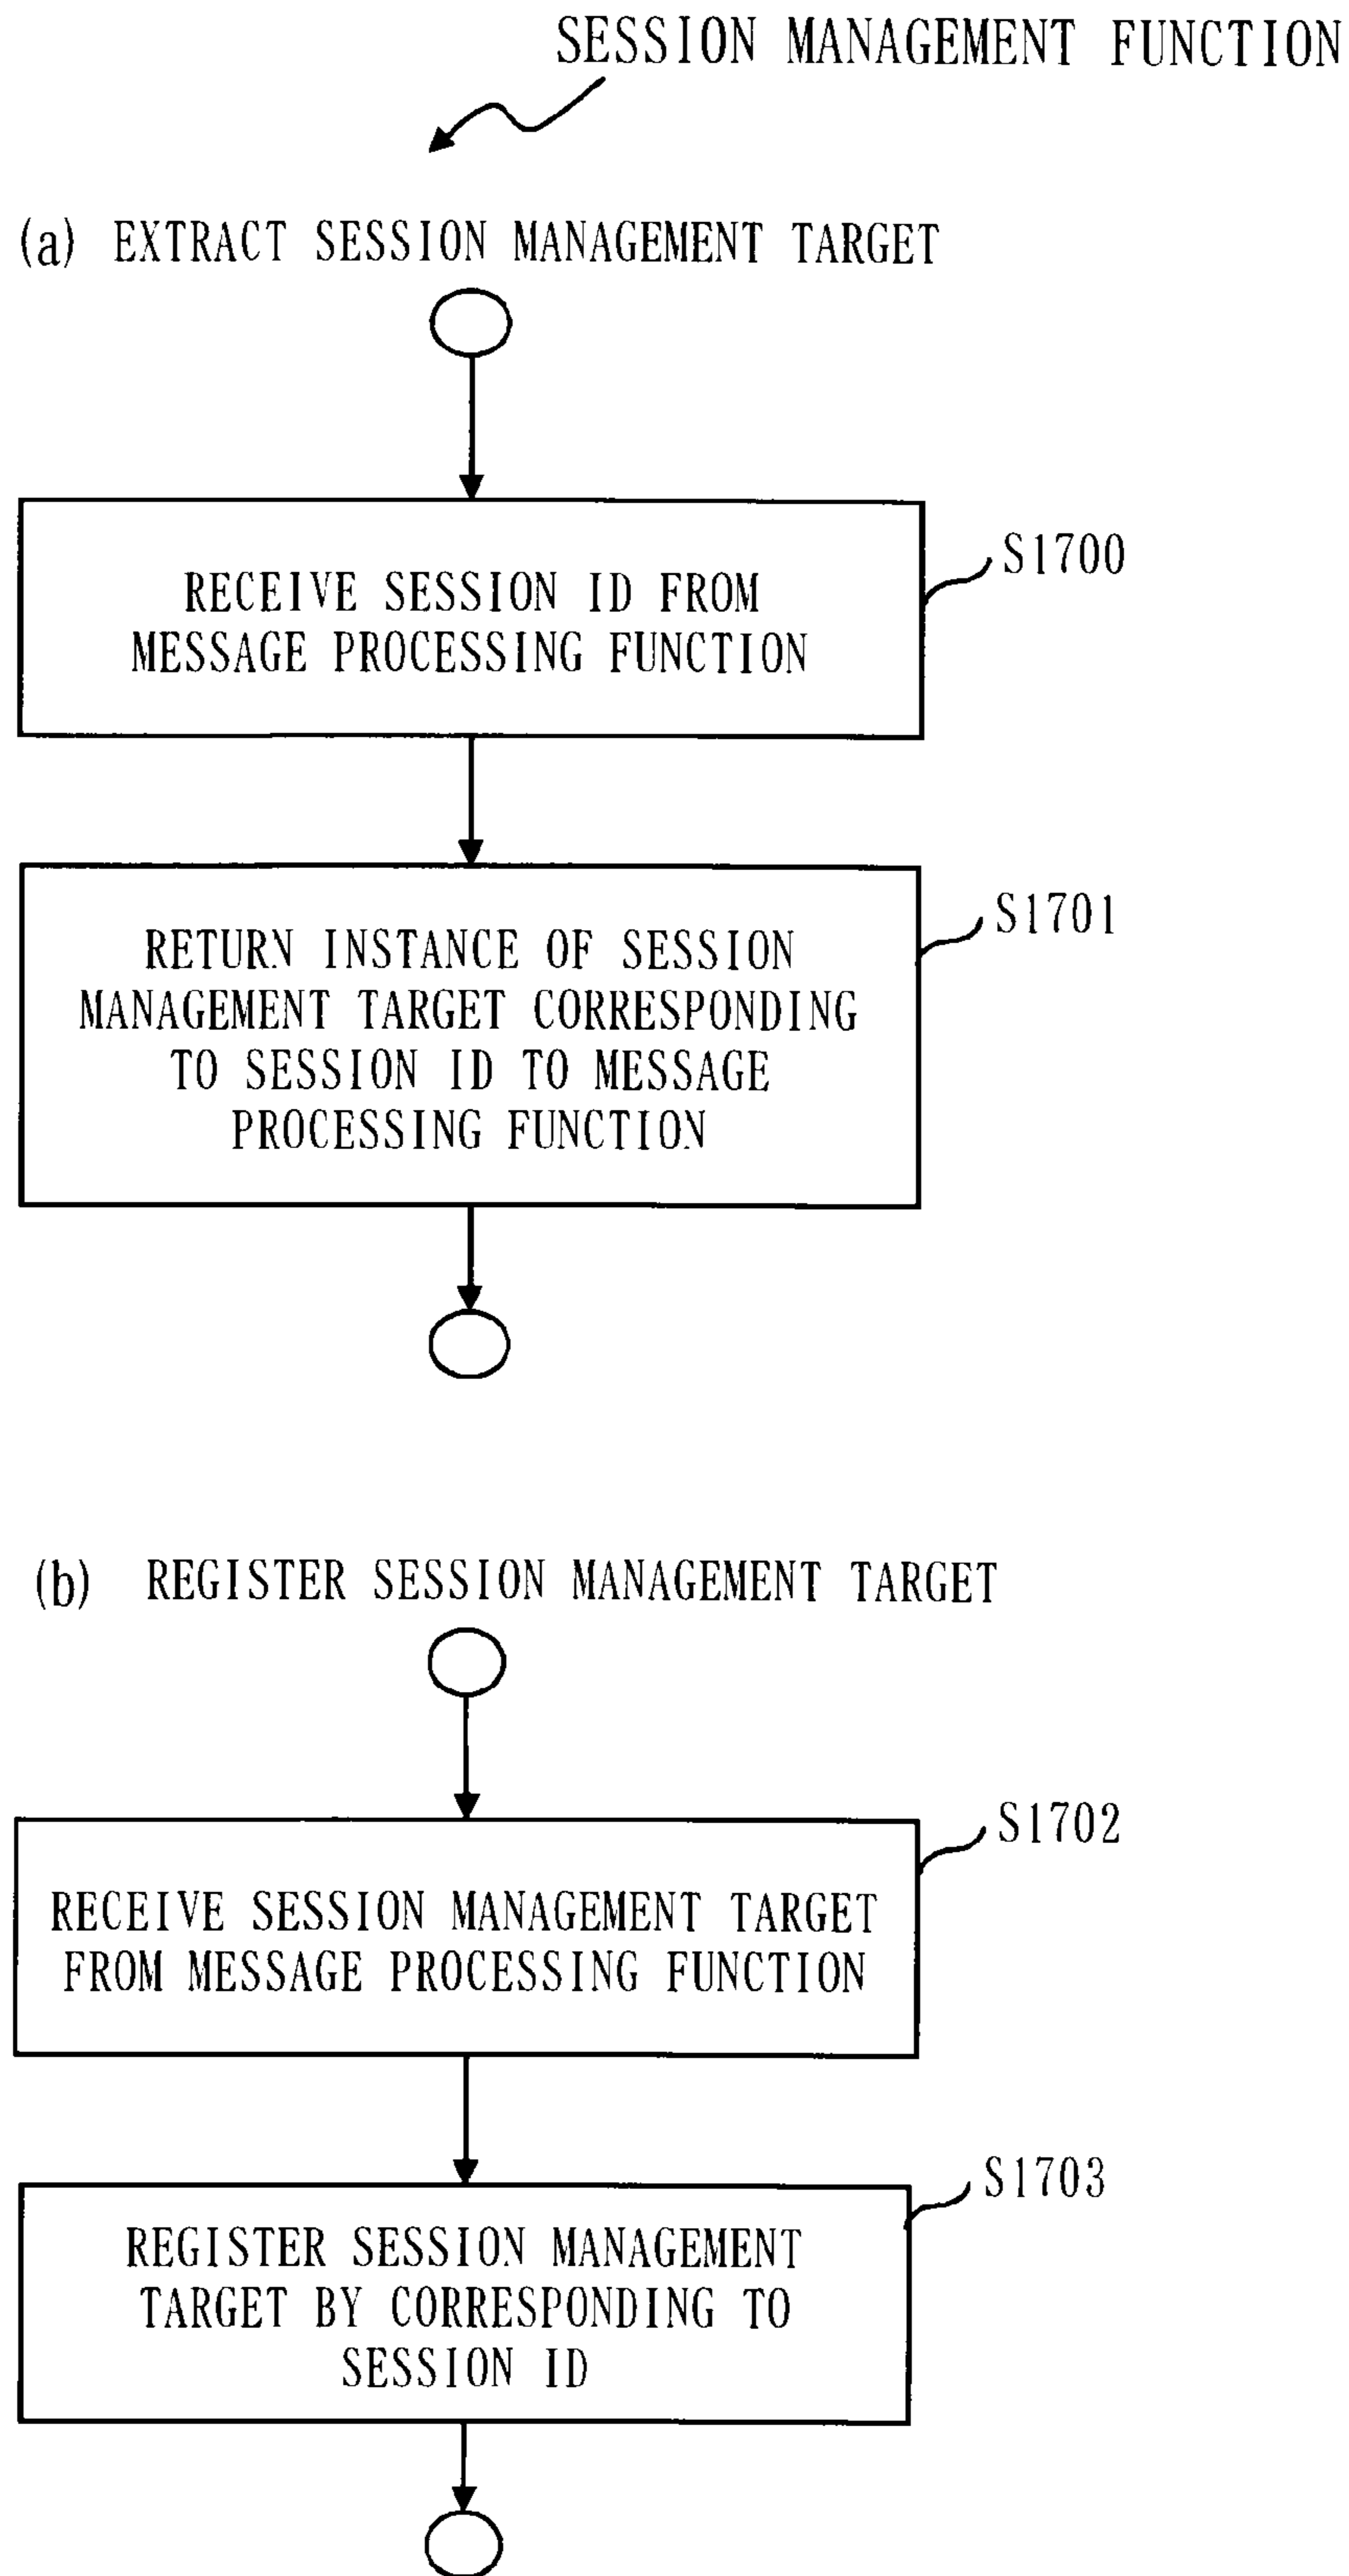 SESSION MANAGEMENT FUNCTION
(a) EXTRACT SESSION MANAGEMENT TARGET
RECEIVE SESSION ID FROM
MESSAGE PROCESSING FUNCTION
S1700
RETURN INSTANCE OF SESSION
MANAGEMENT TARGET CORRESPONDING
TO SESSION ID TO MESSAGE
PROCESSING FUNCTION
S1701
(b) REGISTER SESSION MANAGEMENT TARGET
RECEIVE SESSION MANAGEMENT TARGET
FROM MESSAGE PROCESSING FUNCTION
S1702
REGISTER SESSION MANAGEMENT
TARGET BY CORRESPONDING TO
SESSION ID
S1703